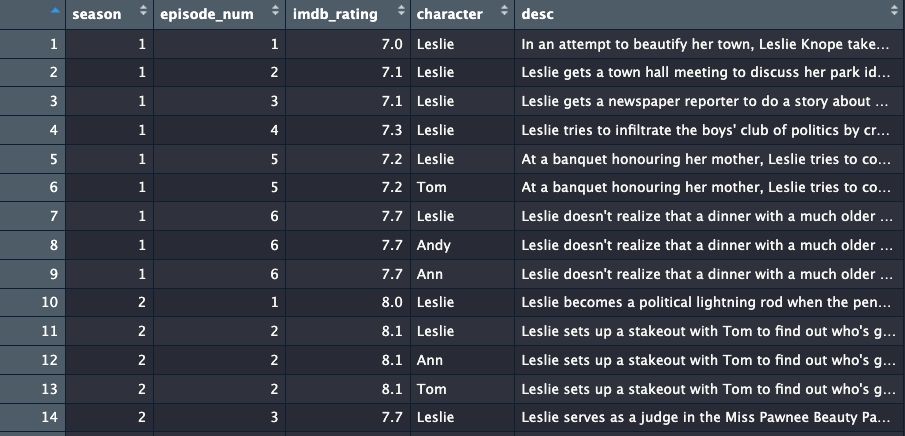 season episode_num imdb_rating character desc
1 1 1 7.0 Leslie In an attempt to beautify her town, Leslie Knope take...
2 1 2 7.1 Leslie Leslie gets a town hall meeting to discuss her park id...
3 1 3 7.1 Leslie Leslie gets a newspaper reporter to do a story about ...
4 1 4 7.3 Leslie Leslie tries to infiltrate the boys' club of politics by cr...
5 1 5 7.2 Leslie At a banquet honouring her mother, Leslie tries to co...
6 1 5 7.2 Tom At a banquet honouring her mother, Leslie tries to co...
7 1 6 7.7 Leslie Leslie doesn't realize that a dinner with a much older ...
8 1 6 7.7 Andy Leslie doesn't realize that a dinner with a much older ...
9 1 6 7.7 Ann Leslie doesn't realize that a dinner with a much older ...
10 2 1 8.0 Leslie Leslie becomes a political lightning rod when the pen...
11 2 2 8.1 Leslie Leslie sets up a stakeout with Tom to find out who's g...
12 2 2 8.1 Ann Leslie sets up a stakeout with Tom to find out who's g...
13 2 2 8.1 Tom Leslie sets up a stakeout with Tom to find out who's g...
14 2 3 7.7 Leslie Leslie serves as a judge in the Miss Pawnee Beauty Pa...